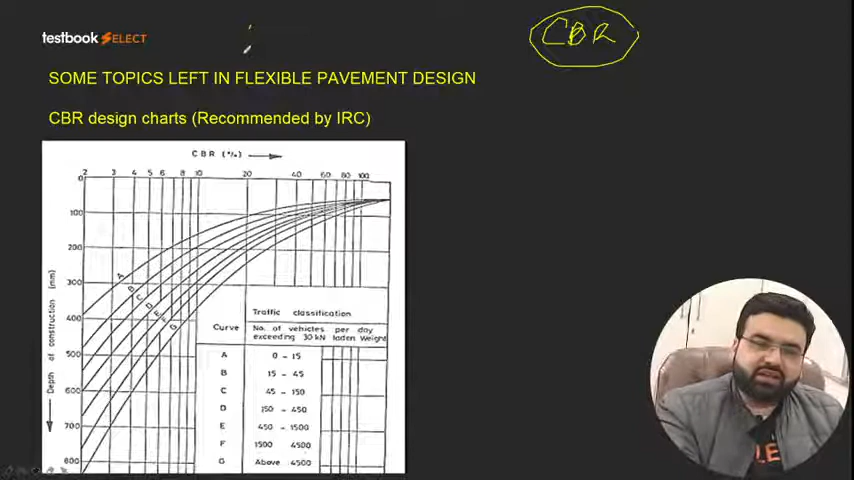 testbook SELECT
CBR
SOME TOPICS LEFT IN FLEXIBLE PAVEMENT DESIGN
CBR design charts (Recommended by IRC)
CBR (%)
2 3 4 5 6 8 10 20 40 60 80 100
0
100
200
300
400
500
600
700
800
Depth of construction (mm)
A B C D E F G
Traffic classification
Curve No. of vehicles per day
exceeding 30 kN laden Weight
A 0 - 15
B 15 - 45
C 45 - 150
D 150 - 450
E 450 - 1500
F 1500 4500
G Above 4500